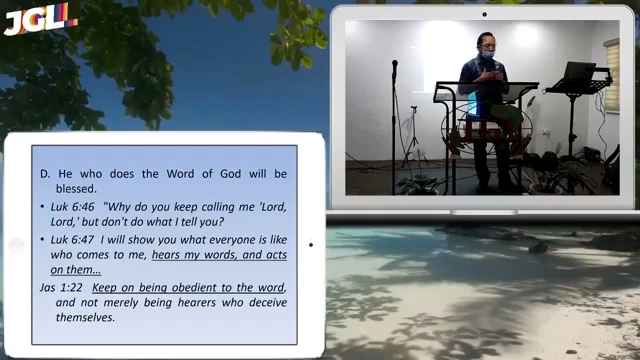 JGL
D. He who does the Word of God will be
blessed.
• Luk 6:46 "Why do you keep calling me 'Lord,
Lord,' but don't do what I tell you?
• Luk 6:47 I will show you what everyone is like
who comes to me, hears my words, and acts
on them...
Jas 1:22 Keep on being obedient to the word,
and not merely being hearers who deceive
themselves.